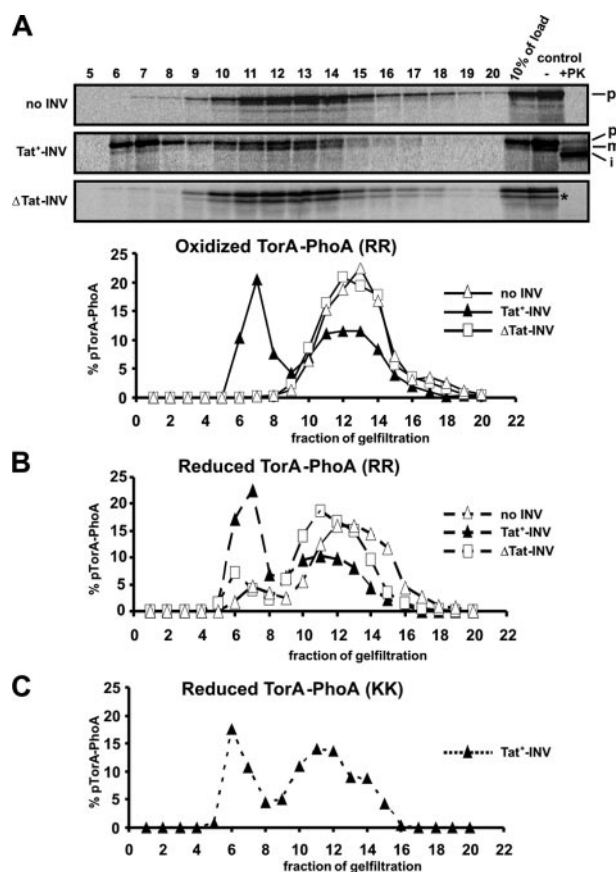 A
5 6 7 8 9 10 11 12 13 14 15 16 17 18 19 20 10% of load control - +PK
no INV p
Tat⁺-INV p m i
ΔTat-INV *
Oxidized TorA-PhoA (RR)
% pTorA-PhoA
25
20
15
10
5
0
0 2 4 6 8 10 12 14 16 18 20 22
fraction of gelfiltration
no INV
Tat⁺-INV
ΔTat-INV
B
Reduced TorA-PhoA (RR)
% pTorA-PhoA
25
20
15
10
5
0
0 2 4 6 8 10 12 14 16 18 20 22
fraction of gelfiltration
no INV
Tat⁺-INV
ΔTat-INV
C
Reduced TorA-PhoA (KK)
% pTorA-PhoA
25
20
15
10
5
0
0 2 4 6 8 10 12 14 16 18 20 22
fraction of gelfiltration
Tat⁺-INV